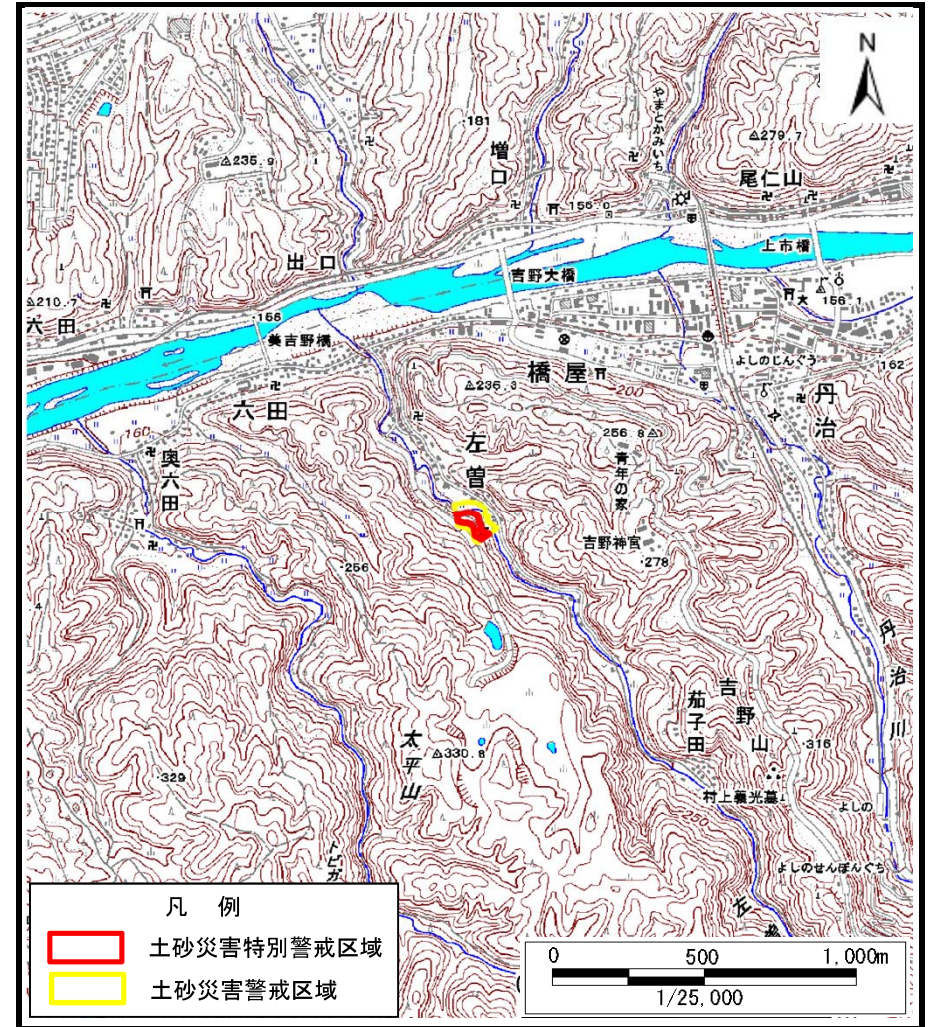 N
やまとかみいち
・181
△279.7
増口
△235.9
尾仁山
156.0
上市橋
出口
吉野大橋
△210.7
156.1
六田
・156
美吉野橋
よしのじんぐう
橋屋
162
△236.3
200
丹治
六田
160
256.8△
左曽
奥六田
青年の家
吉野神宮
・278
・256
丹治川
茄子田
吉野山
太平山
△330.8
・316
・329
村上義光墓
250
よしの
よしのせんぼんぐち
トビガ
左
凡 例
土砂災害特別警戒区域
土砂災害警戒区域
0 500 1,000m
1/25,000